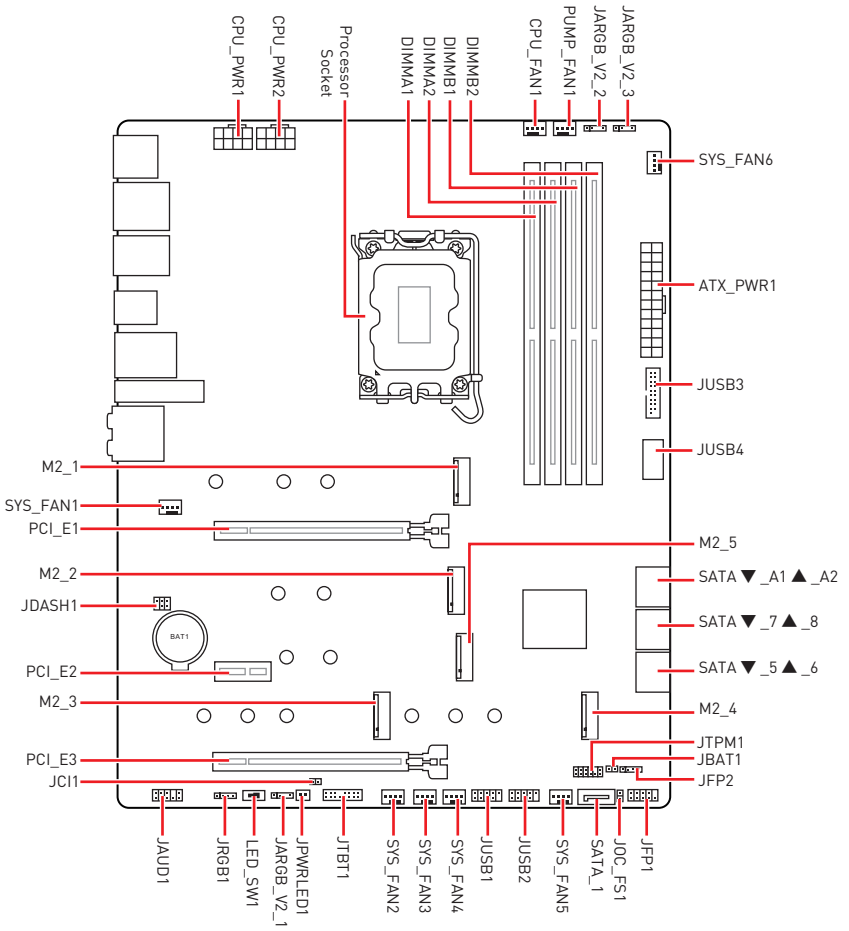 CPU_PWR1
CPU_PWR2
Processor
Socket
DIMMA1
DIMMA2
DIMMB1
DIMMB2
CPU_FAN1
PUMP_FAN1
JARGB_V2_2
JARGB_V2_3
SYS_FAN6
ATX_PWR1
JUSB3
JUSB4
M2_1
SYS_FAN1
PCI_E1
M2_5
M2_2
SATA ▼ _A1 ▲ _A2
JDASH1
SATA ▼ _7 ▲ _8
BAT1
PCI_E2
SATA ▼ _5 ▲ _6
M2_3
M2_4
JTPM1
PCI_E3
JBAT1
JCI1
JFP2
JAUD1
JRGB1
LED_SW1
JARGB_V2_1
JPWRLED1
JTBT1
SYS_FAN2
SYS_FAN3
SYS_FAN4
JUSB1
JUSB2
SYS_FAN5
SATA_1
JOC_FS1
JFP1